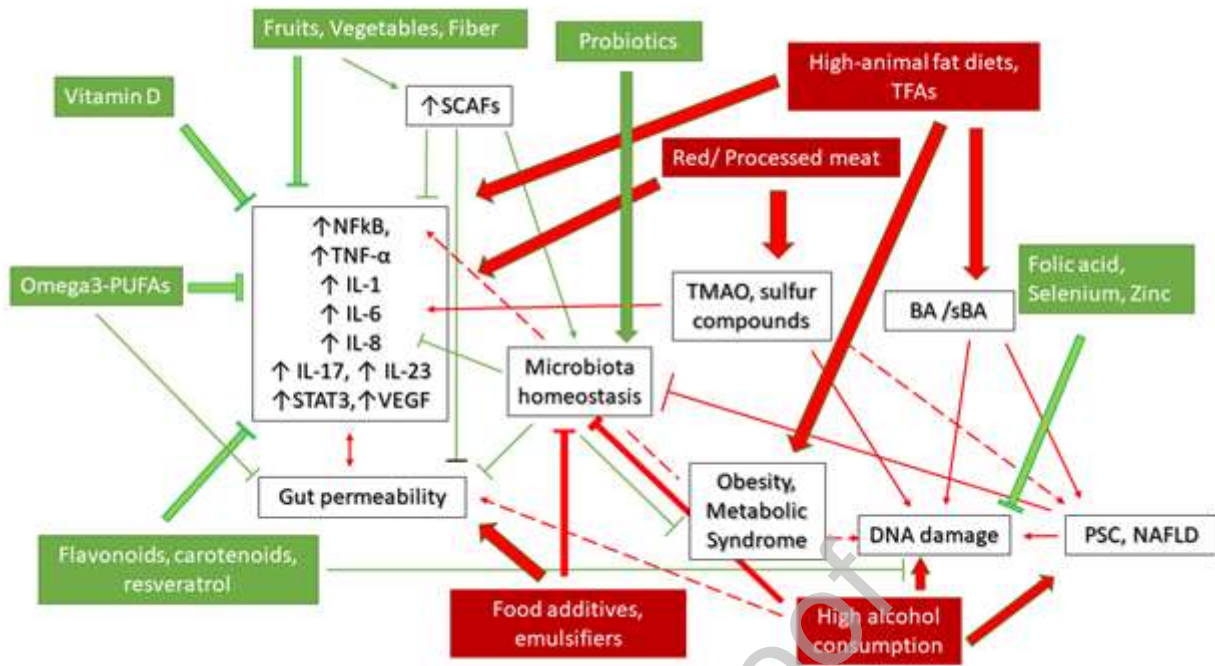 Fruits, Vegetables, Fiber
Probiotics
High-animal fat diets,
TFAs
Vitamin D
↑SCAFs
Red/ Processed meat
↑NFkB,
↑TNF-α
↑ IL-1
↑ IL-6
↑ IL-8
↑ IL-17, ↑ IL-23
↑STAT3,↑VEGF
Omega3-PUFAs
TMAO, sulfur
compounds
BA /sBA
Folic acid,
Selenium, Zinc
Microbiota
homeostasis
Gut permeability
Obesity,
Metabolic
Syndrome
DNA damage
PSC, NAFLD
Flavonoids, carotenoids,
resveratrol
Food additives,
emulsifiers
High alcohol
consumption
oof